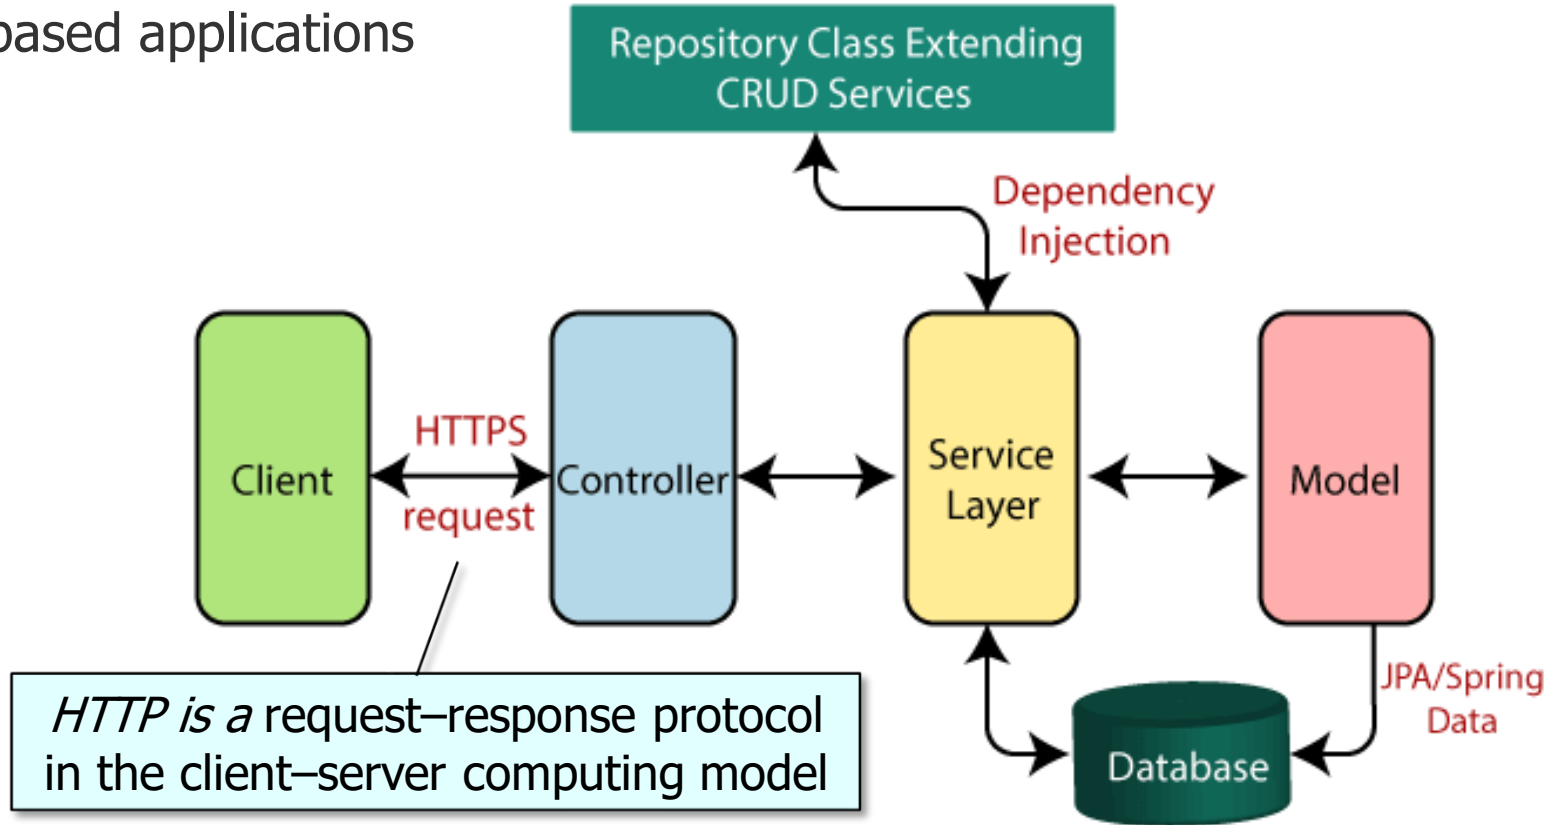 based applications
Repository Class Extending
CRUD Services
Dependency
Injection
HTTPS
request
Client
Controller
Service
Layer
Model
JPA/Spring
Data
Database
HTTP is a request–response protocol
in the client–server computing model